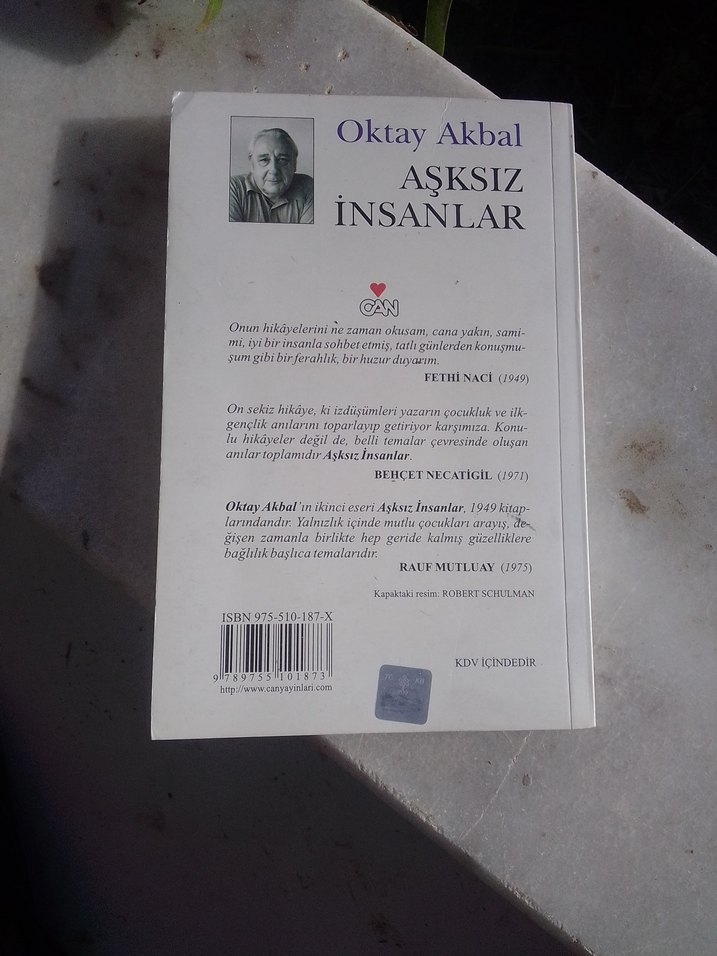 Oktay Akbal
AŞKSIZ
İNSANLAR
CAN
Onun hikâyelerini ne zaman okusam, cana yakın, sami-
mi, iyi bir insanla sohbet etmiş, tatlı günlerden konuşmu-
şum gibi bir ferahlık, bir huzur duyarım.
FETHİ NACİ (1949)
On sekiz hikâye, ki izdüşümleri yazarın çocukluk ve ilk-
gençlik anılarını toparlayıp getiriyor karşımıza. Konu-
lu hikâyeler değil de, belli temalar çevresinde oluşan
anılar toplamıdır Aşksız İnsanlar.
BEHÇET NECATİGİL (1971)
Oktay Akbal'ın ikinci eseri Aşksız İnsanlar, 1949 kitap-
larındandır. Yalnızlık içinde mutlu çocukları arayış, de-
ğişen zamanla birlikte hep geride kalmış güzelliklere
bağlılık başlıca temalarıdır.
RAUF MUTLUAY (1975)
Kapaktaki resim: ROBERT SCHULMAN
ISBN 975-510-187-X
9 789755 101873
http://www.canyayinlari.com
KDV İÇİNDEDİR